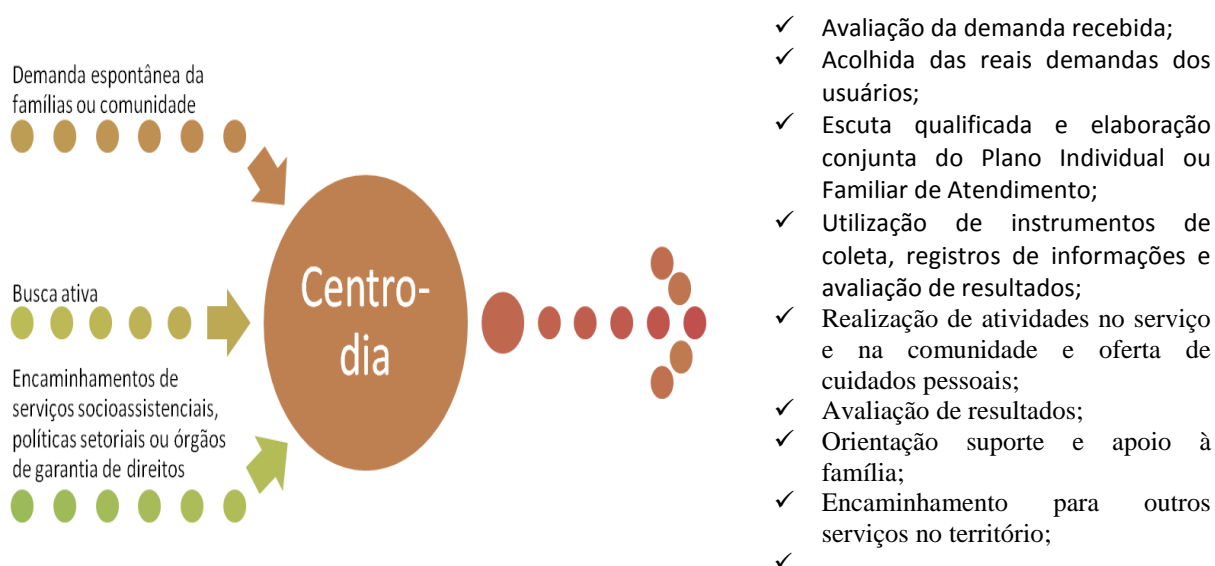 Demanda espontânea da
famílias ou comunidade
Busca ativa
Encaminhamentos de
serviços socioassistenciais,
políticas setoriais ou órgãos
de garantia de direitos
Centro-
dia
✓ Avaliação da demanda recebida;
✓ Acolhida das reais demandas dos
usuários;
✓ Escuta qualificada e elaboração
conjunta do Plano Individual ou
Familiar de Atendimento;
✓ Utilização de instrumentos de
coleta, registros de informações e
avaliação de resultados;
✓ Realização de atividades no serviço
e na comunidade e oferta de
cuidados pessoais;
✓ Avaliação de resultados;
✓ Orientação suporte e apoio à
família;
✓ Encaminhamento para outros
serviços no território;
✓